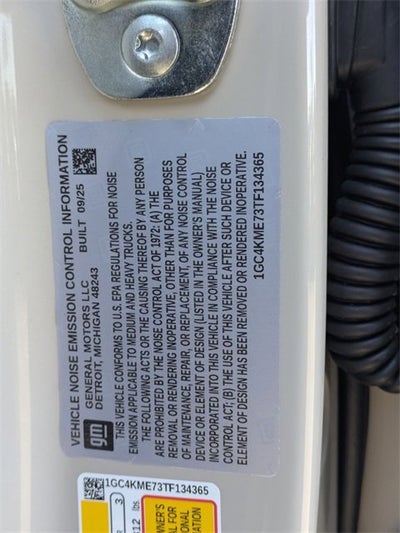 VEHICLE NOISE EMISSION CONTROL INFORMATION
GENERAL MOTORS LLC
DETROIT, MICHIGAN 48243
BUILT 09/25
gm
THIS VEHICLE CONFORMS TO U.S. EPA REGULATIONS FOR NOISE
EMISSION APPLICABLE TO MEDIUM AND HEAVY TRUCKS.
THE FOLLOWING ACTS OR THE CAUSING THEREOF BY ANY PERSON
ARE PROHIBITED BY THE NOISE CONTROL ACT OF 1972: (A) THE
REMOVAL OR RENDERING INOPERATIVE, OTHER THAN FOR PURPOSES
MAINTENANCE, REPAIR, OR REPLACEMENT, OF ANY NOISE CONTROL
DEVICE OR ELEMENT OF DESIGN (LISTED IN THE OWNER'S MANUAL)
INCORPORATED INTO THIS VEHICLE IN COMPLIANCE WITH THE NOISE
CONTROL ACT; (B) THE USE OF THIS VEHICLE AFTER SUCH DEVICE OR
ELEMENT OF DESIGN HAS BEEN REMOVED OR RENDERED INOPERATIVE.
1GC4KME73TF134365
1GC4KME73TF134365
3
lbs.